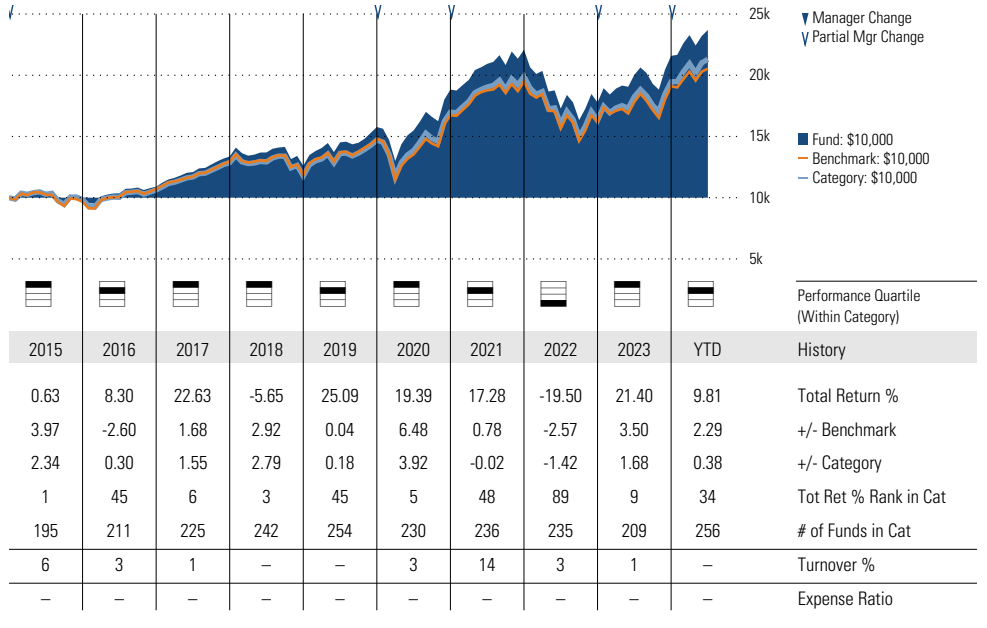 25k
▼ Manager Change
Partial Mgr Change
20k
15k
Fund: $10,000
Benchmark: $10,000
Category: $10,000
10k
5k
Performance Quartile
(Within Category)
2015 2016 2017 2018 2019 2020 2021 2022 2023 YTD History
0.63 8.30 22.63 -5.65 25.09 19.39 17.28 -19.50 21.40 9.81 Total Return %
3.97 -2.60 1.68 2.92 0.04 6.48 0.78 -2.57 3.50 2.29 +/- Benchmark
2.34 0.30 1.55 2.79 0.18 3.92 -0.02 -1.42 1.68 0.38 +/- Category
1 45 6 3 45 5 48 89 9 34 Tot Ret % Rank in Cat
195 211 225 242 254 230 236 235 209 256 # of Funds in Cat
6 3 1 – – 3 14 3 1 – Turnover %
– – – – – – – – – – Expense Ratio